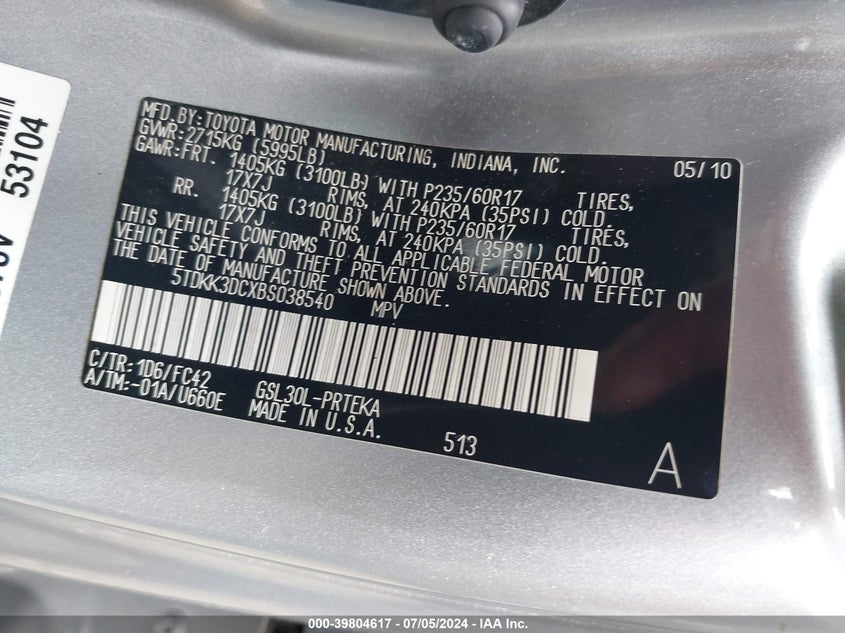 MFD.BY:TOYOTA MOTOR MANUFACTURING, INDIANA, INC. 05/10
GVWR:2715KG (5995LB)
GAWR:FRT. 1405KG (3100LB) WITH P235/60R17 TIRES,
17X7J RIMS, AT 240KPA (35PSI) COLD
RR. 1405KG (3100LB) WITH P235/60R17 TIRES,
17X7J RIMS, AT 240KPA (35PSI) COLD.
THIS VEHICLE CONFORMS TO ALL APPLICABLE FEDERAL MOTOR
VEHICLE SAFETY AND THEFT PREVENTION STANDARDS IN EFFECT ON
THE DATE OF MANUFACTURE SHOWN ABOVE.
5TDKK3DCXBS038540 MPV
C/TR:1D6/FC42 GSL30L-PRTEKA
A/TM:-01A/U660E MADE IN U.S.A. 513
A
53104
000-39804617 - 07/05/2024 - IAA Inc.